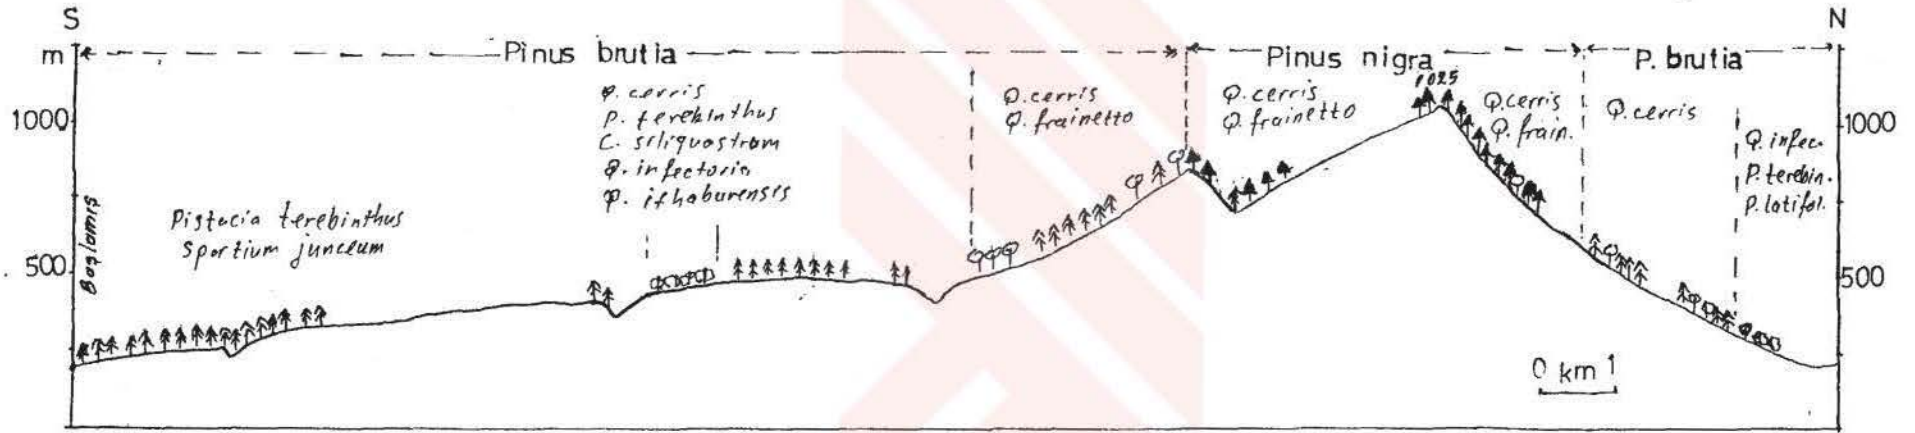 S
N
m
Pinus brutia
Pinus nigra
P. brutia
1000
500
Boglamis
Pistacia terebinthus
Sportium junceum
Q. cerris
P. terebinthus
C. siliquastrum
Q. infectoria
Q. ithaburensis
Q. cerris
Q. frainetto
Q. cerris
Q. frainetto
1025
Q. cerris
Q. frain.
Q. cerris
Q. infec.
P. terebin.
P. latifol.
1000
500
0 km 1